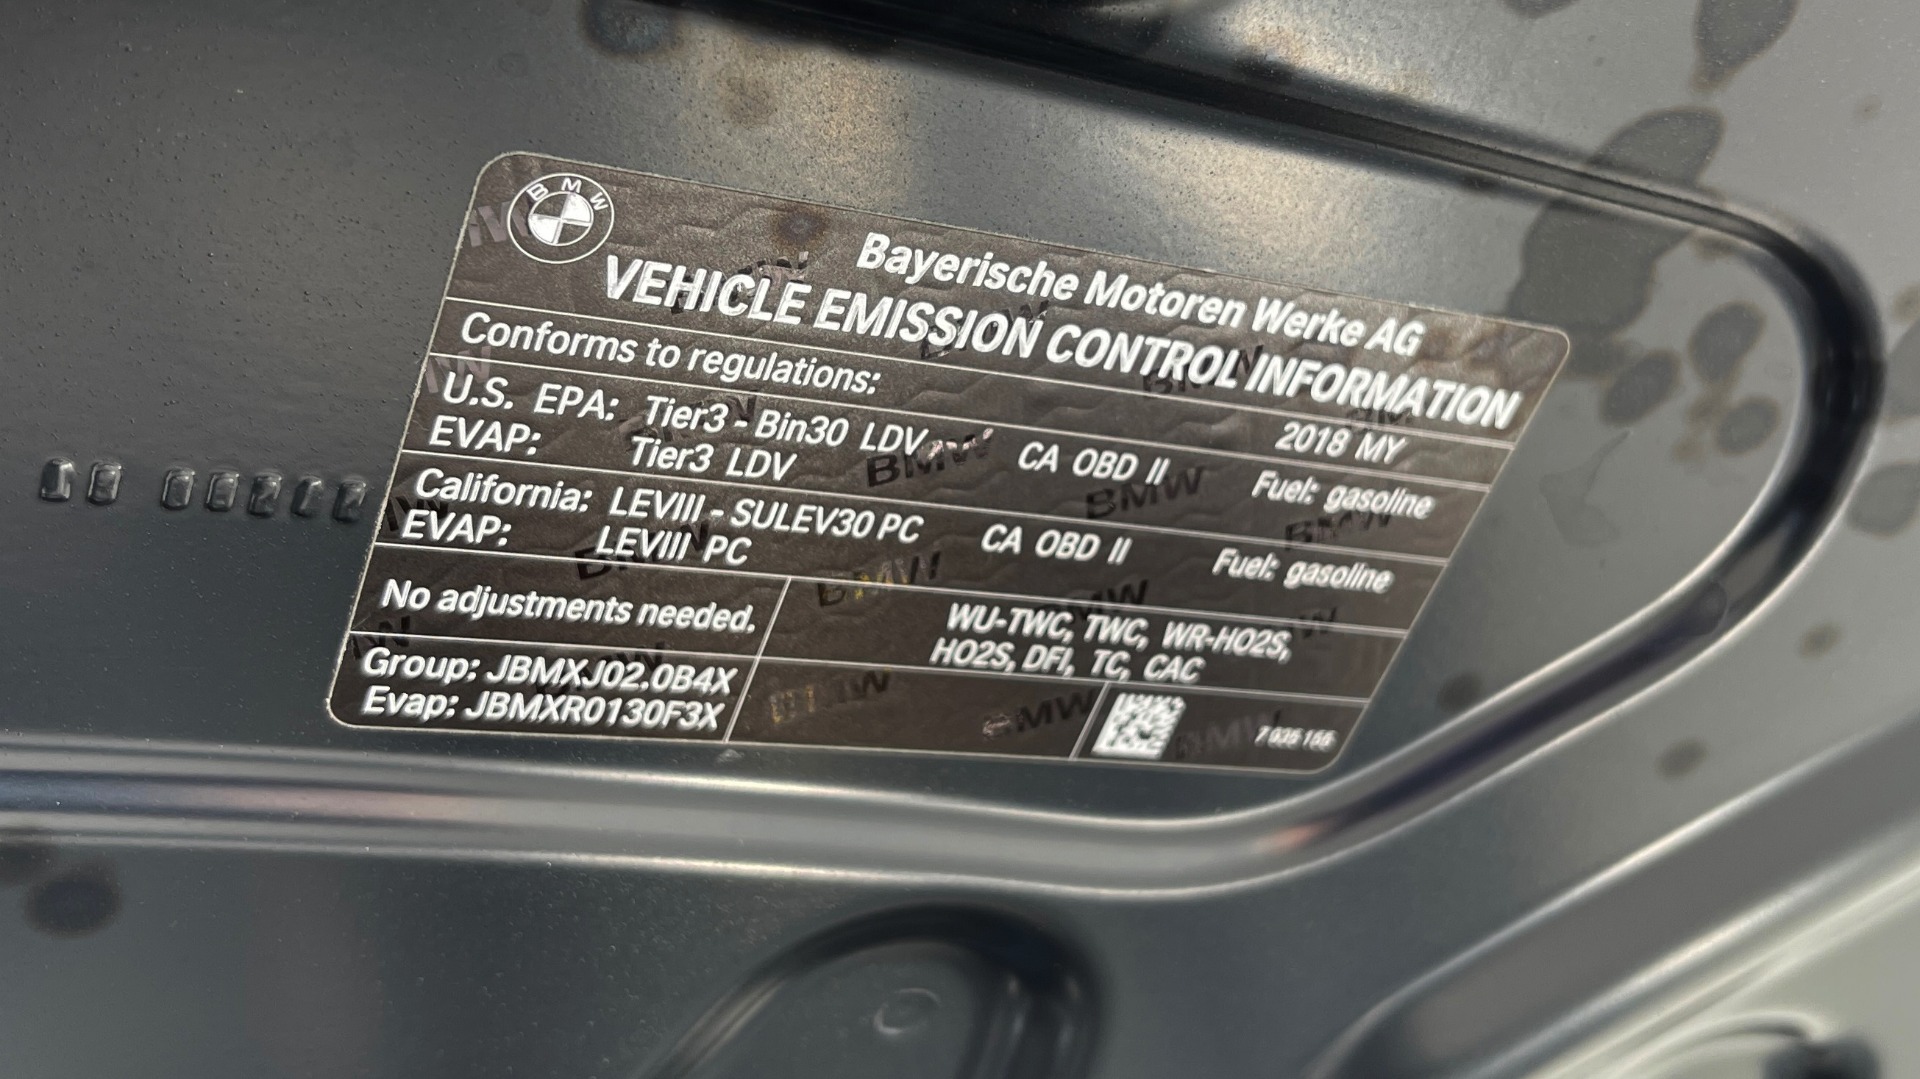 BMW
Bayerische Motoren Werke AG
VEHICLE EMISSION CONTROL INFORMATION
Conforms to regulations: 2018 MY
U.S. EPA: Tier3 - Bin30 LDV, CA OBD II Fuel: gasoline
EVAP: Tier3 LDV
California: LEVIII - SULEV30 PC CA OBD II Fuel: gasoline
EVAP: LEVIII PC
No adjustments needed.
WU-TWC, TWC, WR-HO2S,
HO2S, DFI, TC, CAC
Group: JBMXJ02.0B4X
Evap: JBMXR0130F3X